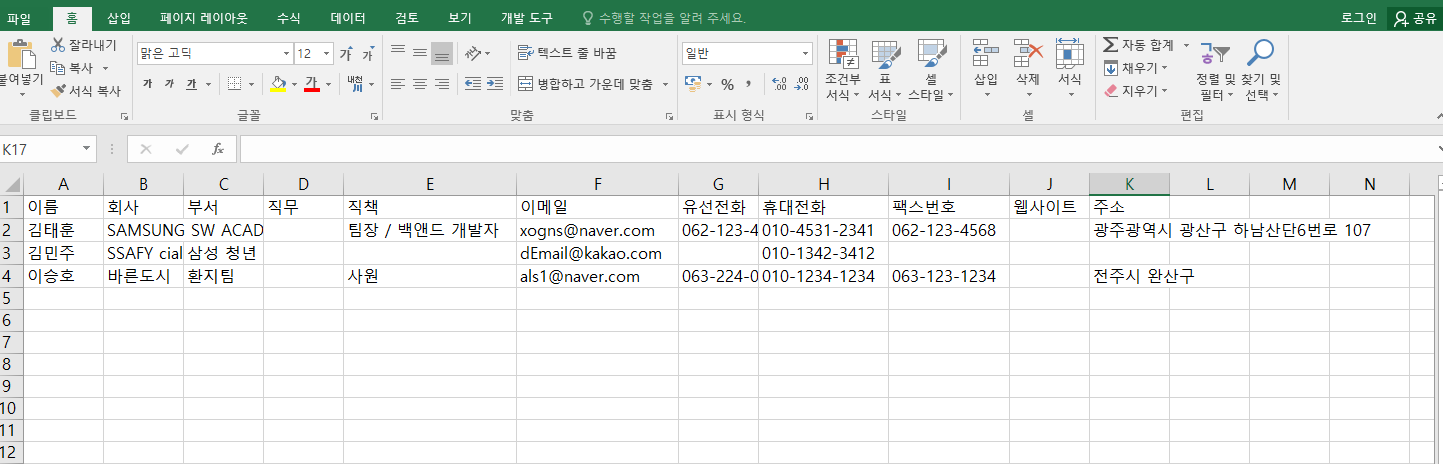 파일 홈 삽입 페이지 레이아웃 수식 데이터 검토 보기 개발 도구 수행할 작업을 알려 주세요. 로그인 공유
붙여넣기 잘라내기 복사 서식 복사
클립보드
맑은 고딕 12 가 가
가 가 가 가 내천
글꼴
텍스트 줄 바꿈
병합하고 가운데 맞춤
맞춤
일반
% , .00 .0
표시 형식
조건부 서식 표 서식 셀 스타일
스타일
삽입 삭제 서식
셀
자동 합계 채우기 지우기 정렬 및 필터 찾기 및 선택
편집
K17 fx
A B C D E F G H I J K L M N
1 이름 회사 부서 직무 직책 이메일 유선전화 휴대전화 팩스번호 웹사이트 주소
2 김태훈 SAMSUNG SW ACAD 팀장 / 백앤드 개발자 xogns@naver.com 062-123-4 010-4531-2341 062-123-4568 광주광역시 광산구 하남산단6번로 107
3 김민주 SSAFY cial 삼성 청년 dEmail@kakao.com 010-1342-3412
4 이승호 바른도시 환지팀 사원 als1@naver.com 063-224-0 010-1234-1234 063-123-1234 전주시 완산구
5
6
7
8
9
10
11
12